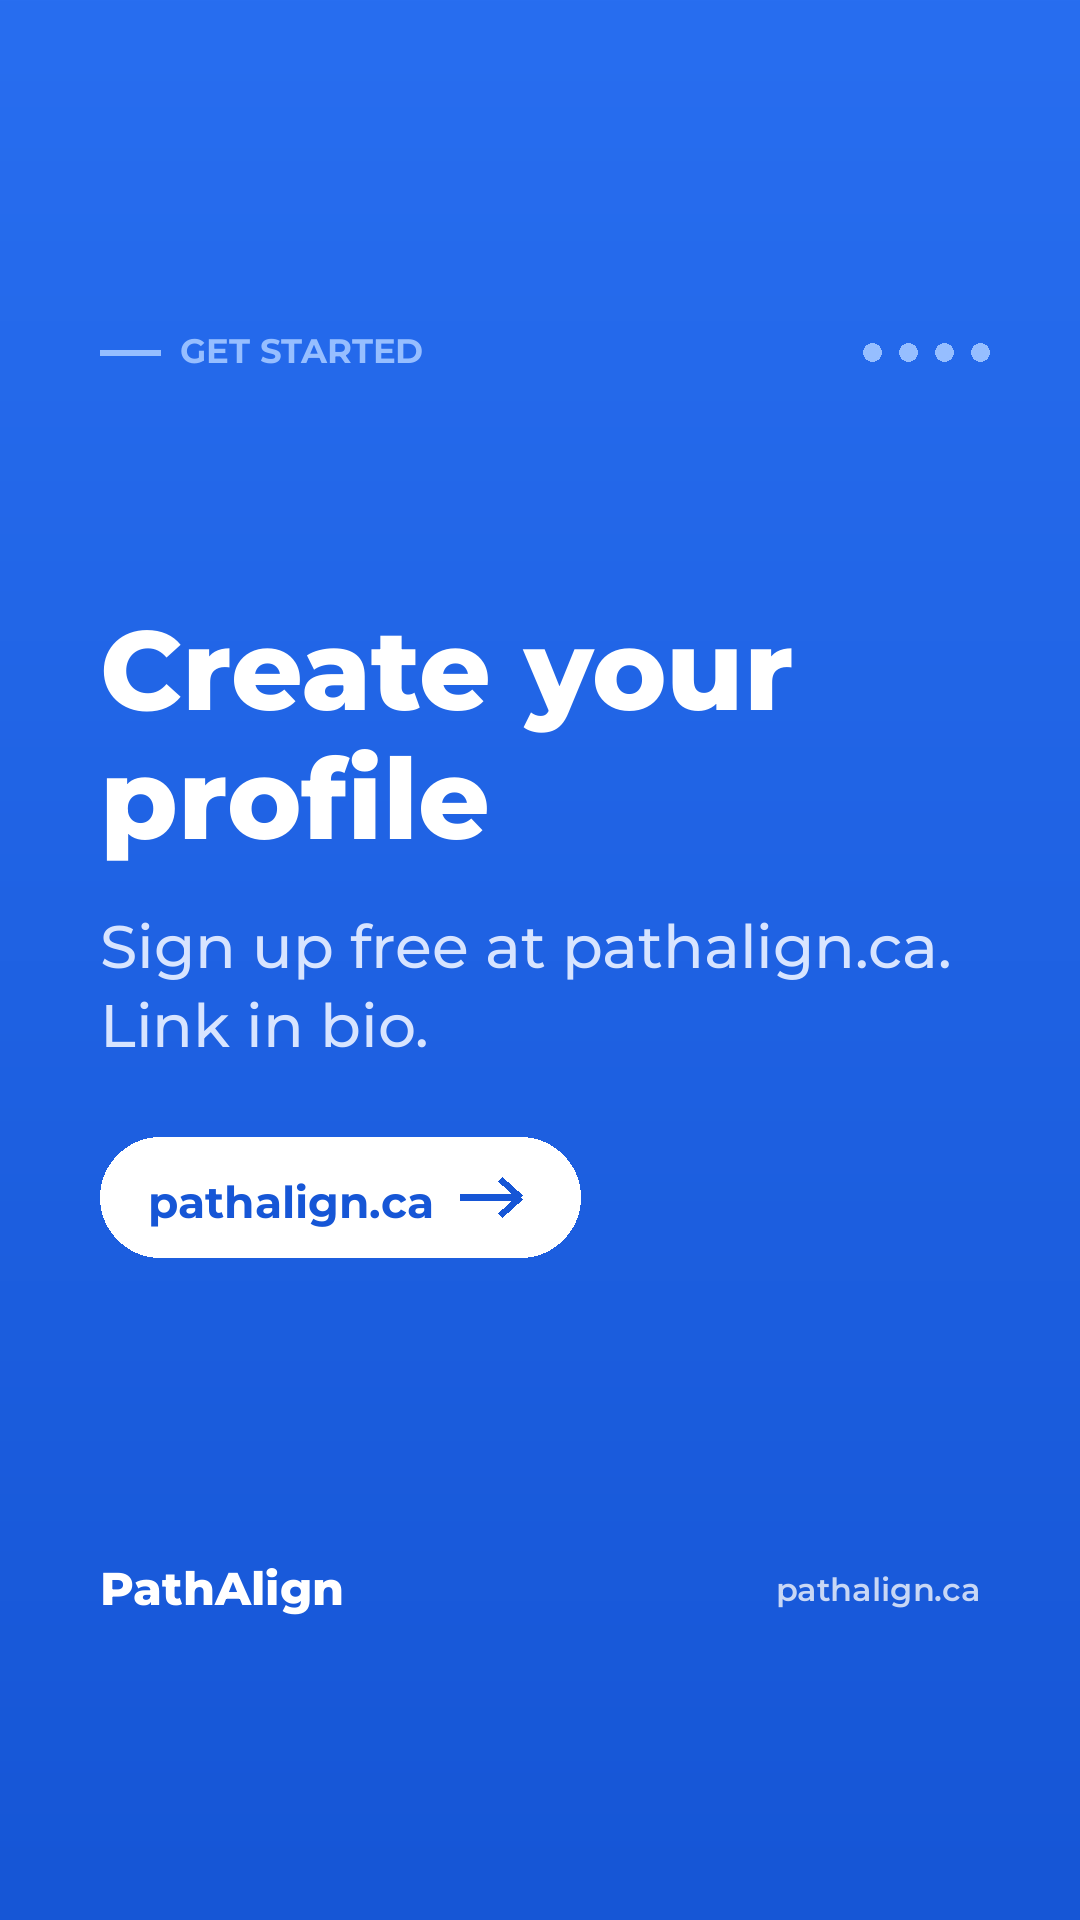 GET STARTED
Create your
profile
Sign up free at pathalign.ca.
Link in bio.
pathalign.ca
PathAlign
pathalign.ca